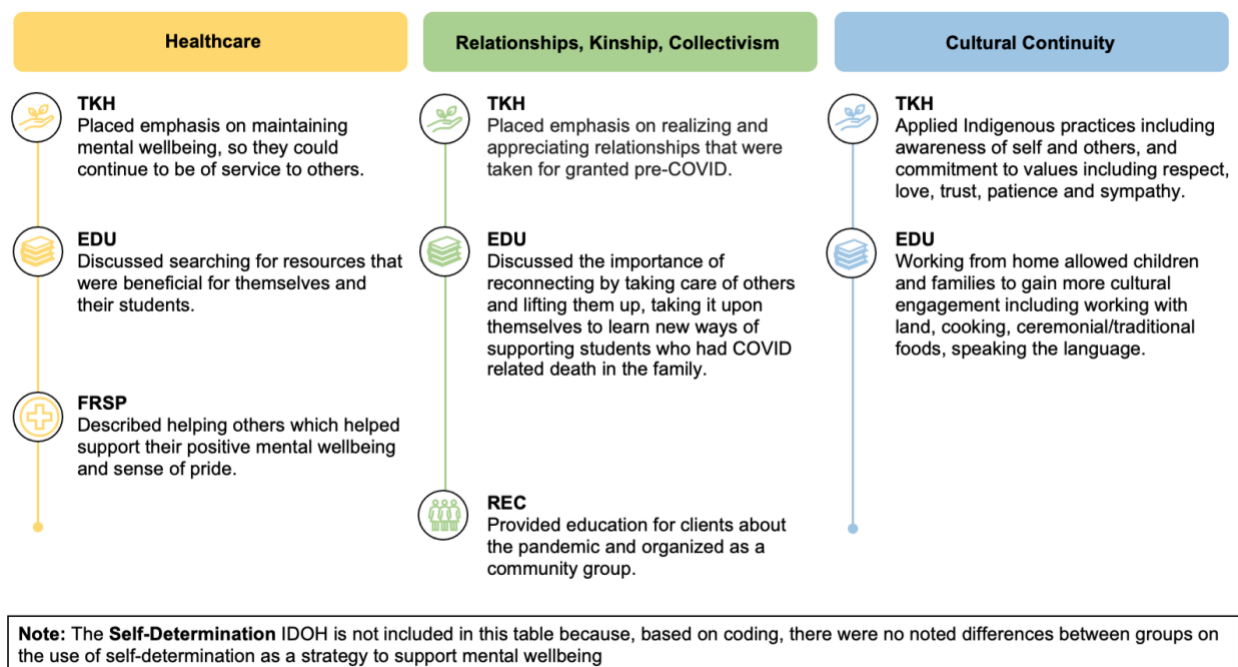 Healthcare
TKH
Placed emphasis on maintaining
mental wellbeing, so they could
continue to be of service to others.
EDU
Discussed searching for resources that
were beneficial for themselves and
their students.
FRSP
Described helping others which helped
support their positive mental wellbeing
and sense of pride.
Relationships, Kinship, Collectivism
TKH
Placed emphasis on realizing and
appreciating relationships that were
taken for granted pre-COVID.
EDU
Discussed the importance of
reconnecting by taking care of others
and lifting them up, taking it upon
themselves to learn new ways of
supporting students who had COVID
related death in the family.
REC
Provided education for clients about
the pandemic and organized as a
community group.
Cultural Continuity
TKH
Applied Indigenous practices including
awareness of self and others, and
commitment to values including respect,
love, trust, patience and sympathy.
EDU
Working from home allowed children
and families to gain more cultural
engagement including working with
land, cooking, ceremonial/traditional
foods, speaking the language.
Note: The Self-Determination IDOH is not included in this table because, based on coding, there were no noted differences between groups on
the use of self-determination as a strategy to support mental wellbeing